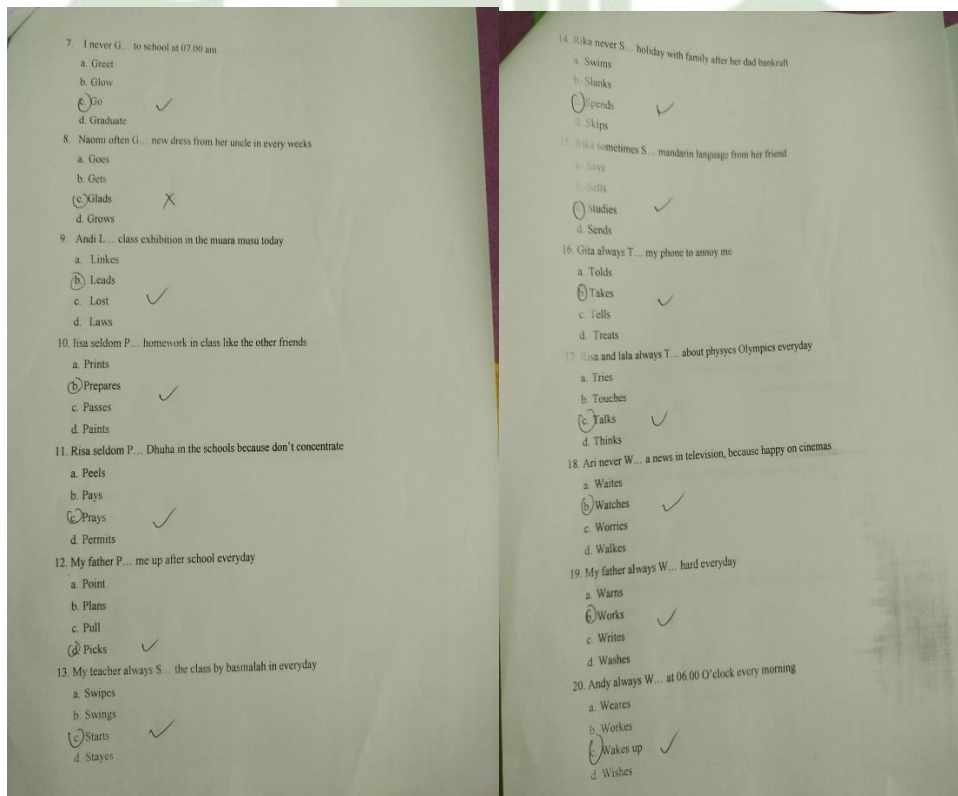 7. I never G... to school at 07.00 am
a. Greet
b. Glow
c. Go
d. Graduate
8. Naomi often G... new dress from her uncle in every weeks
a. Goes
b. Gets
c. Glads
d. Grows
9. Andi L... class exhibition in the muara musu today
a. Linkes
b. Leads
c. Lost
d. Laws
10. lisa seldom P... homework in class like the other friends
a. Prints
b. Prepares
c. Passes
d. Paints
11. Risa seldom P... Dhuha in the schools because don't concentrate
a. Peels
b. Pays
c. Prays
d. Permits
12. My father P... me up after school everyday
a. Point
b. Plans
c. Pull
d. Picks
13. My teacher always S... the class by basmalah in everyday
a. Swipes
b. Swings
c. Starts
d. Stayes
14. Rika never S... holiday with family after her dad bankruft
a. Swims
b. Slanks
c. Spends
d. Skips
15. Rika sometimes S... mandarin language from her friend
a. Says
b. Sells
c. Studies
d. Sends
16. Gita always T... my phone to annoy me
a. Tolds
b. Takes
c. Tells
d. Treats
17. Risa and lala always T... about physycs Olympics everyday
a. Tries
b. Touches
c. Talks
d. Thinks
18. Ari never W... a news in television, because happy on cinemas
a. Waites
b. Watches
c. Worries
d. Walkes
19. My father always W... hard everyday
a. Warns
b. Works
c. Writes
d. Washes
20. Andy always W... at 06.00 O'clock every morning
a. Weares
b. Workes
c. Wakes up
d. Wishes